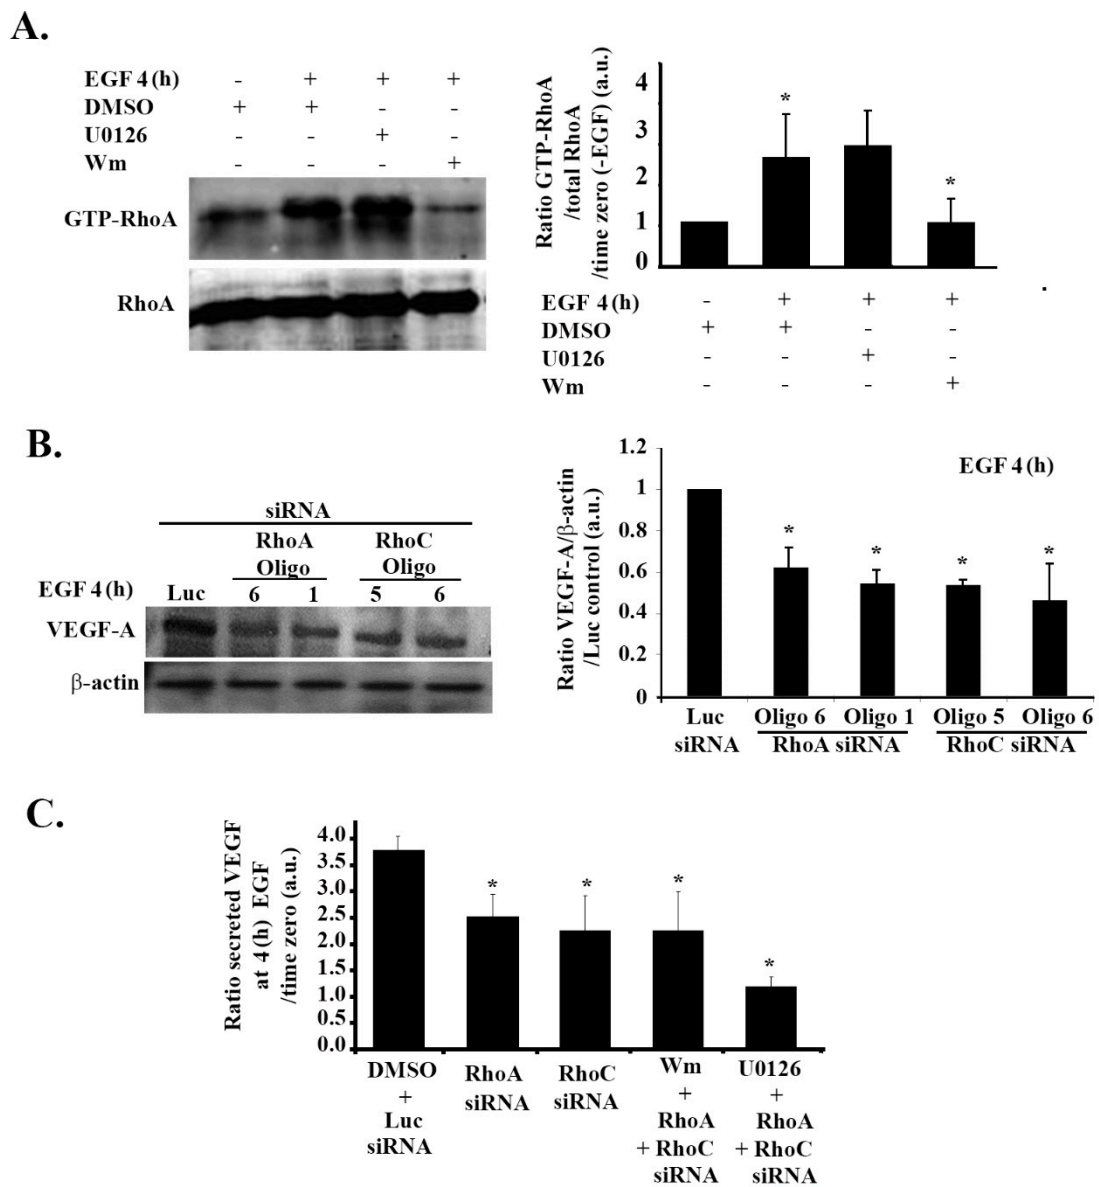 A.
EGF 4 (h) - + + +
DMSO + + - -
U0126 - - + -
Wm - - - +
GTP-RhoA
RhoA
Ratio GTP-RhoA
/total RhoA
/time zero (-EGF) (a.u.)
4
3
2
1
0
* *
EGF 4 (h) - + + +
DMSO + + - -
U0126 - - + -
Wm - - - +
B.
siRNA
RhoA RhoC
Oligo Oligo
EGF 4 (h) Luc 6 1 5 6
VEGF-A
β-actin
Ratio VEGF-A/β-actin
/Luc control (a.u.)
1.2
1
0.8
0.6
0.4
0.2
0
EGF 4 (h)
* * * *
Luc Oligo 6 Oligo 1 Oligo 5 Oligo 6
siRNA RhoA siRNA RhoC siRNA
C.
Ratio secreted VEGF
at 4 (h) EGF
/time zero (a.u.)
4.0
3.5
3.0
2.5
2.0
1.5
1.0
0.5
0.0
* * * *
DMSO
+
Luc
siRNA
RhoA
siRNA
RhoC
siRNA
Wm
+
RhoA
+ RhoC
siRNA
U0126
+
RhoA
+ RhoC
siRNA